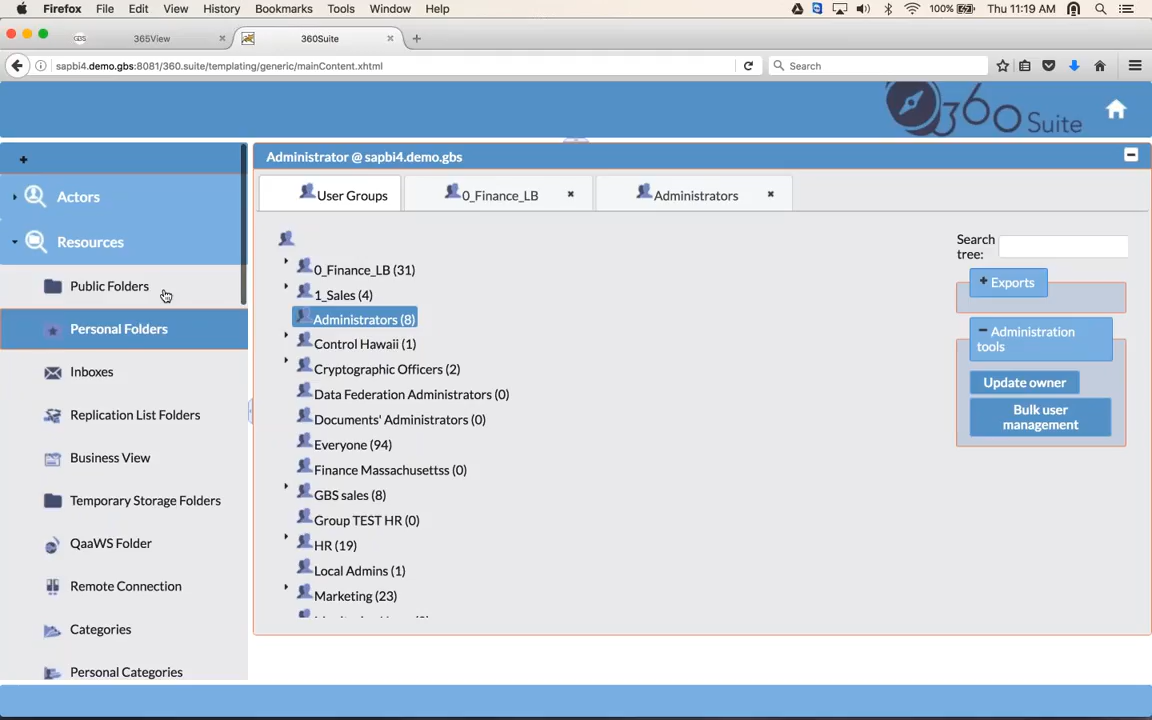 Firefox File Edit View History Bookmarks Tools Window Help 100% Thu 11:19 AM
GBS 365View 360Suite
sapbi4.demo.gbs:8081/360.suite/templating/generic/mainContent.xhtml Search
360 Suite
Administrator @ sapbi4.demo.gbs
User Groups 0_Finance_LB Administrators
Actors
Resources
Public Folders
Personal Folders
Inboxes
Replication List Folders
Business View
Temporary Storage Folders
QaaWS Folder
Remote Connection
Categories
Personal Categories
0_Finance_LB (31)
1_Sales (4)
Administrators (8)
Control Hawaii (1)
Cryptographic Officers (2)
Data Federation Administrators (0)
Documents' Administrators (0)
Everyone (94)
Finance Massachusettss (0)
GBS sales (8)
Group TEST HR (0)
HR (19)
Local Admins (1)
Marketing (23)
Search
tree:
Exports
Administration
tools
Update owner
Bulk user
management